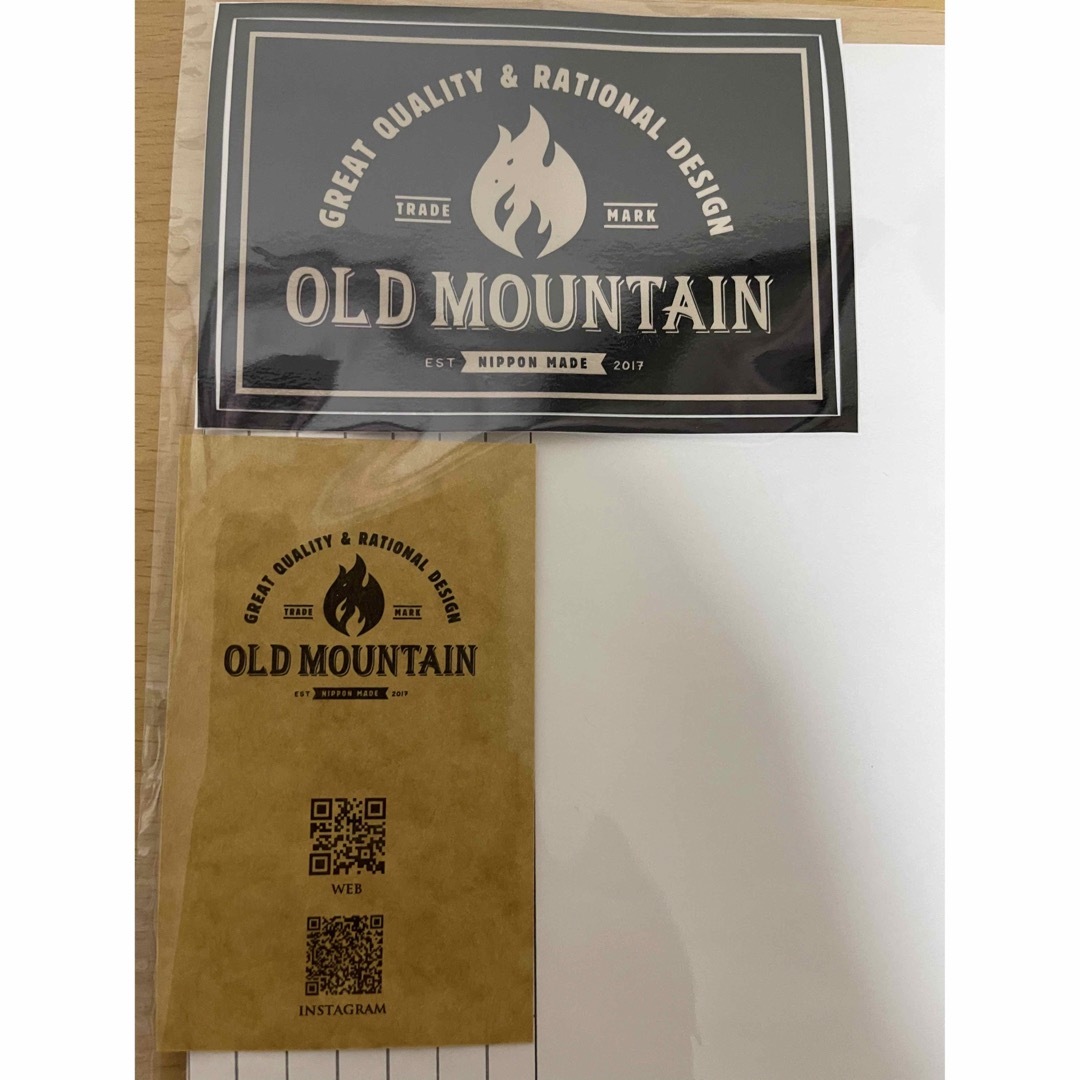 GREAT QUALITY & RATIONAL DESIGN
TRADE MARK
OLD MOUNTAIN
EST NIPPON MADE 2017
GREAT QUALITY & RATIONAL DESIGN
TRADE MARK
OLD MOUNTAIN
EST NIPPON MADE 2017
WEB
INSTAGRAM